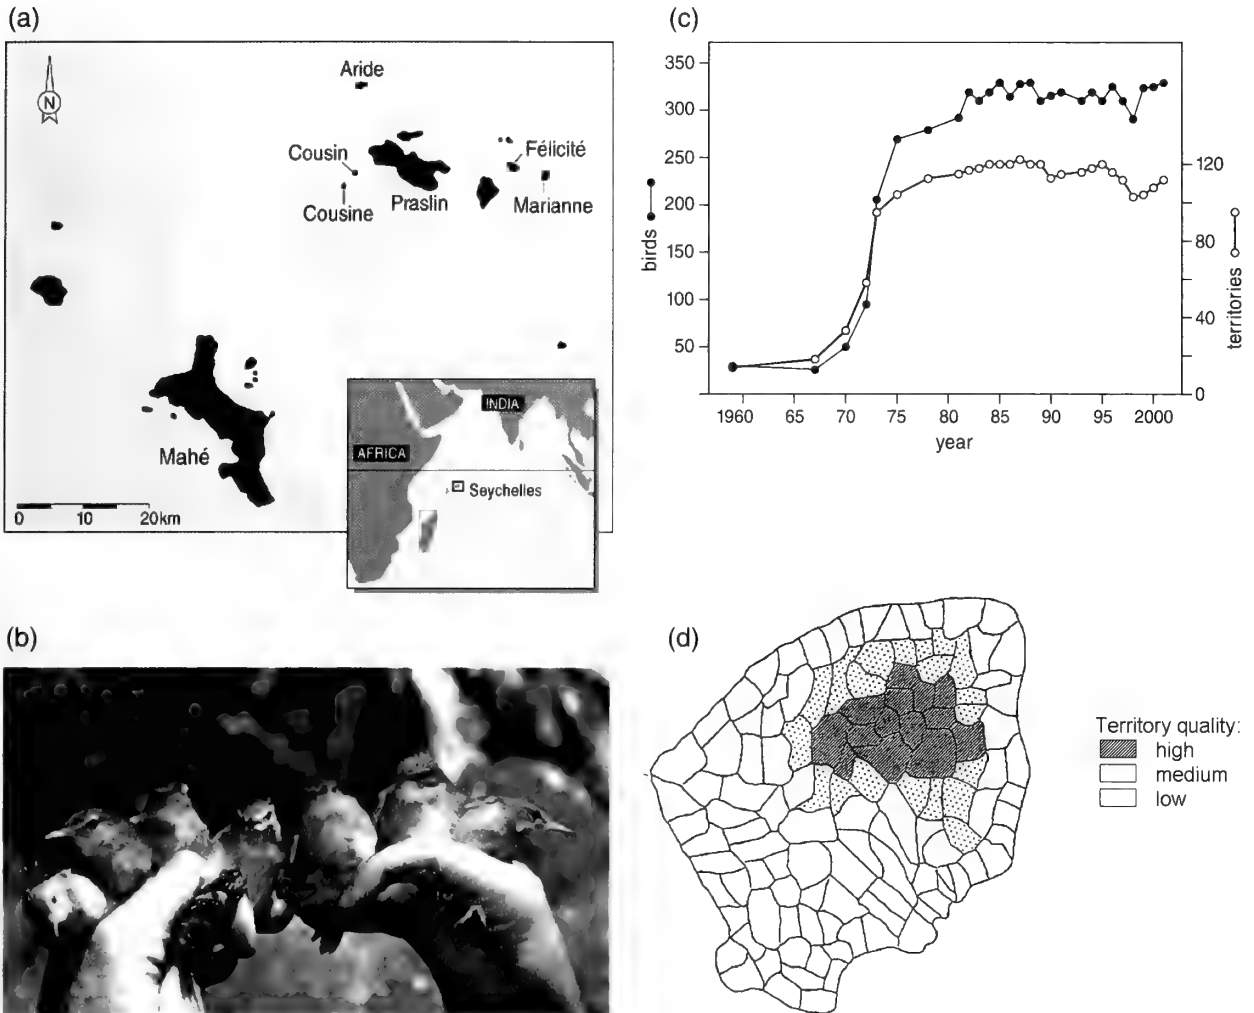 (a)
N
Aride
Cousin
Cousine
Praslin
Félicité
Marianne
Mahé
0 10 20km
AFRICA
INDIA
Seychelles
(b)
(c)
350
300
250
200
150
100
50
birds
120
80
40
0
territories
1960 65 70 75 80 85 90 95 2000
year
(d)
Territory quality:
high
medium
low